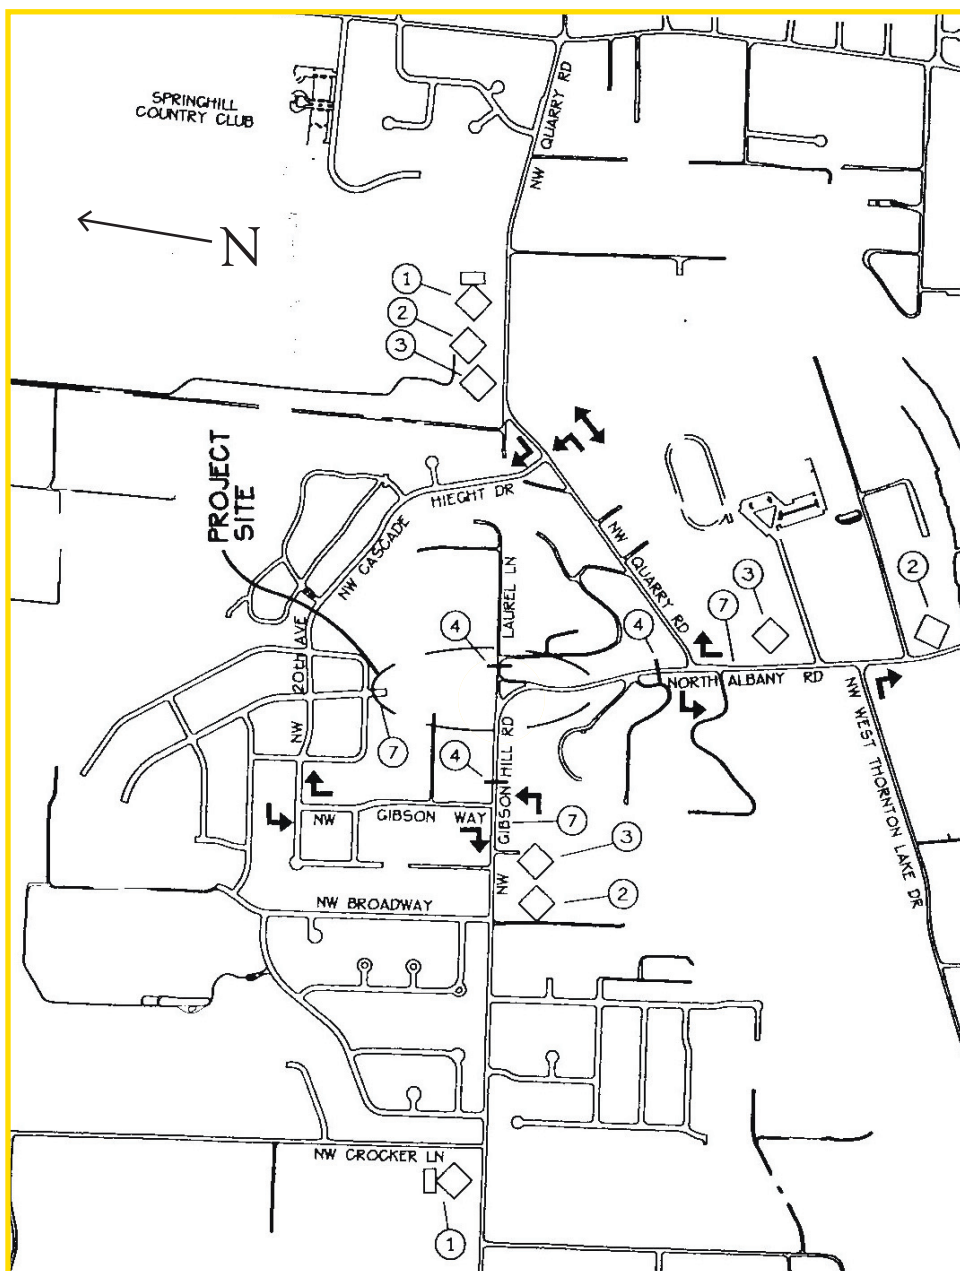 SPRINGHILL
COUNTRY CLUB
NW QUARRY RD
N
1
2
3
PROJECT
SITE
HIEGHT DR
NW CASCADE
LAUREL LN
NW QUARRY RD
3
2
7
4
4
NORTH ALBANY RD
NW 20TH AVE
7
4
GIBSON HILL RD
NW
NW GIBSON WAY
7
3
2
NW WEST THORNTON LAKE DR
NW BROADWAY
NW CROCKER LN
1